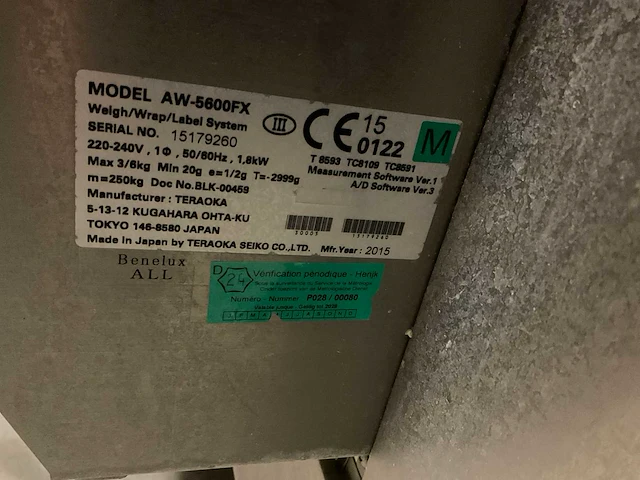 MODEL AW-5600FX
Weigh/Wrap/Label System
SERIAL NO. 15179260
220-240V , 1Φ , 50/60Hz , 1,8kW
Max 3/6kg Min 20g e=1/2g T=-2999g
m=250kg Doc No.BLK-00459
Manufacturer : TERAOKA
5-13-12 KUGAHARA OHTA-KU
TOKYO 146-8580 JAPAN
Made in Japan by TERAOKA SEIKO CO.,LTD.
III
CE 15
0122
M
T 8593 TC8109 TC8591
Measurement Software Ver.1
A/D Software Ver.3
15179260
Mfr.Year : 2015
Benelux
ALL
D
24
Vérification périodique - Herijk
Numéro - Nummer P028 / 00080